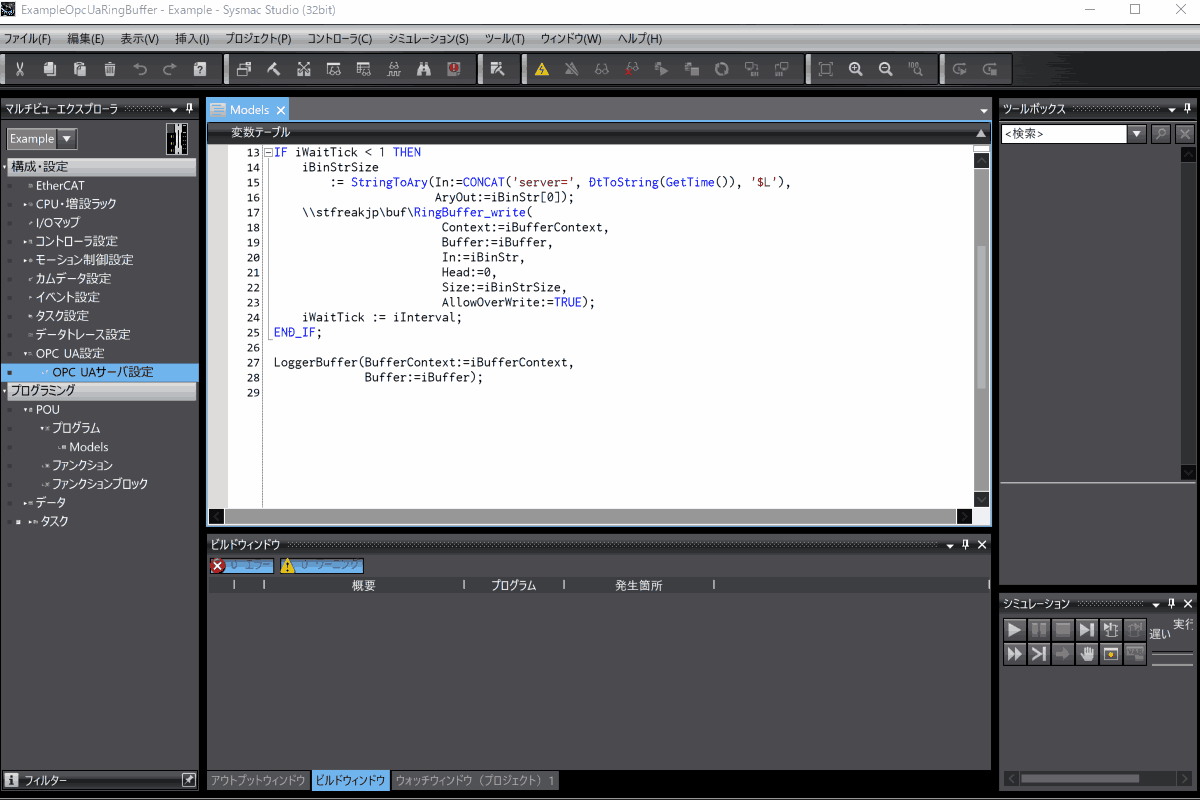 ExampleOpcUaRingBuffer - Example - Sysmac Studio (32bit)
ファイル(F) 編集(E) 表示(V) 挿入(I) プロジェクト(P) コントローラ(C) シミュレーション(S) ツール(T) ウィンドウ(W) ヘルプ(H)
マルチビューエクスプローラ
Example
構成・設定
EtherCAT
CPU・増設ラック
I/Oマップ
コントローラ設定
モーション制御設定
カムデータ設定
イベント設定
タスク設定
データトレース設定
OPC UA設定
OPC UAサーバ設定
プログラミング
POU
プログラム
Models
ファンクション
ファンクションブロック
データ
タスク
フィルター
Models
変数テーブル
13 IF iWaitTick < 1 THEN
14 iBinStrSize
15 := StringToAry(In:=CONCAT('server=', DtToString(GetTime()), '$L'),
16 AryOut:=iBinStr[0]);
17 \\stfreakjp\buf\RingBuffer_write(
18 Context:=iBufferContext,
19 Buffer:=iBuffer,
20 In:=iBinStr,
21 Head:=0,
22 Size:=iBinStrSize,
23 AllowOverWrite:=TRUE);
24 iWaitTick := iInterval;
25 END_IF;
26
27 LoggerBuffer(BufferContext:=iBufferContext,
28 Buffer:=iBuffer);
29
ビルドウィンドウ
0 エラー 0 ワーニング
概要 プログラム 発生箇所
アウトプットウィンドウ ビルドウィンドウ ウォッチウィンドウ (プロジェクト) 1
ツールボックス
<検索>
シミュレーション
実行
遅い